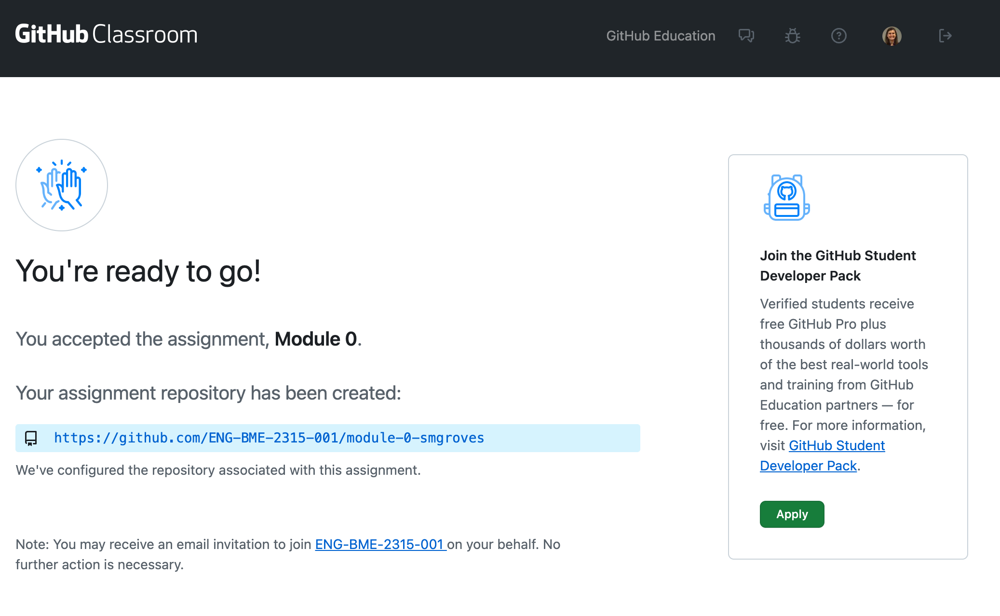 GitHub Classroom
GitHub Education
You're ready to go!
You accepted the assignment, Module 0.
Your assignment repository has been created:
https://github.com/ENG-BME-2315-001/module-0-smgroves
We've configured the repository associated with this assignment.
Note: You may receive an email invitation to join ENG-BME-2315-001 on your behalf. No
further action is necessary.
Join the GitHub Student
Developer Pack
Verified students receive
free GitHub Pro plus
thousands of dollars worth
of the best real-world tools
and training from GitHub
Education partners — for
free. For more information,
visit GitHub Student
Developer Pack.
Apply